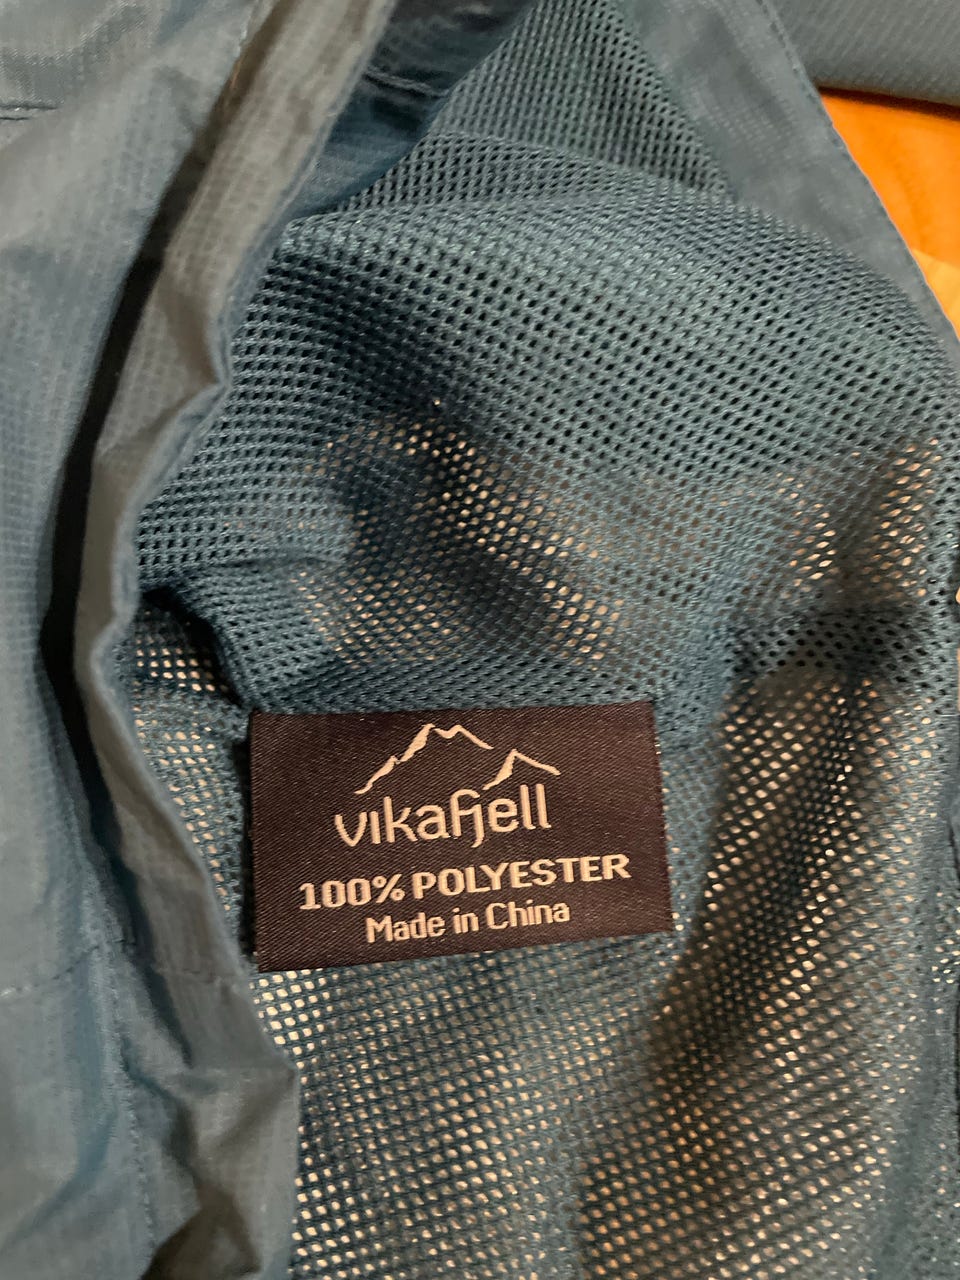 vikafjell
100% POLYESTER
Made in China